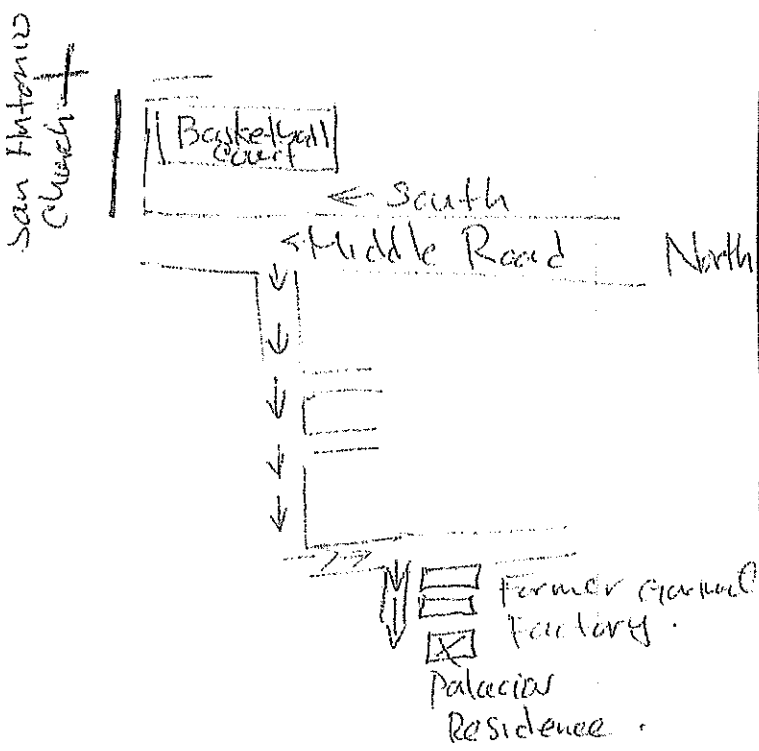 San Antonio
Church
Basketball
Court
← South
← Middle Road
North
Former
Factory.
Palacios
Residence.